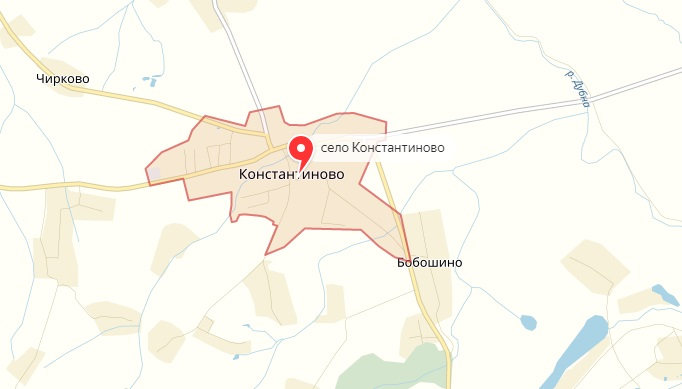 Чирково
р. Дубна
село Константиново
Константиново
Бобошино